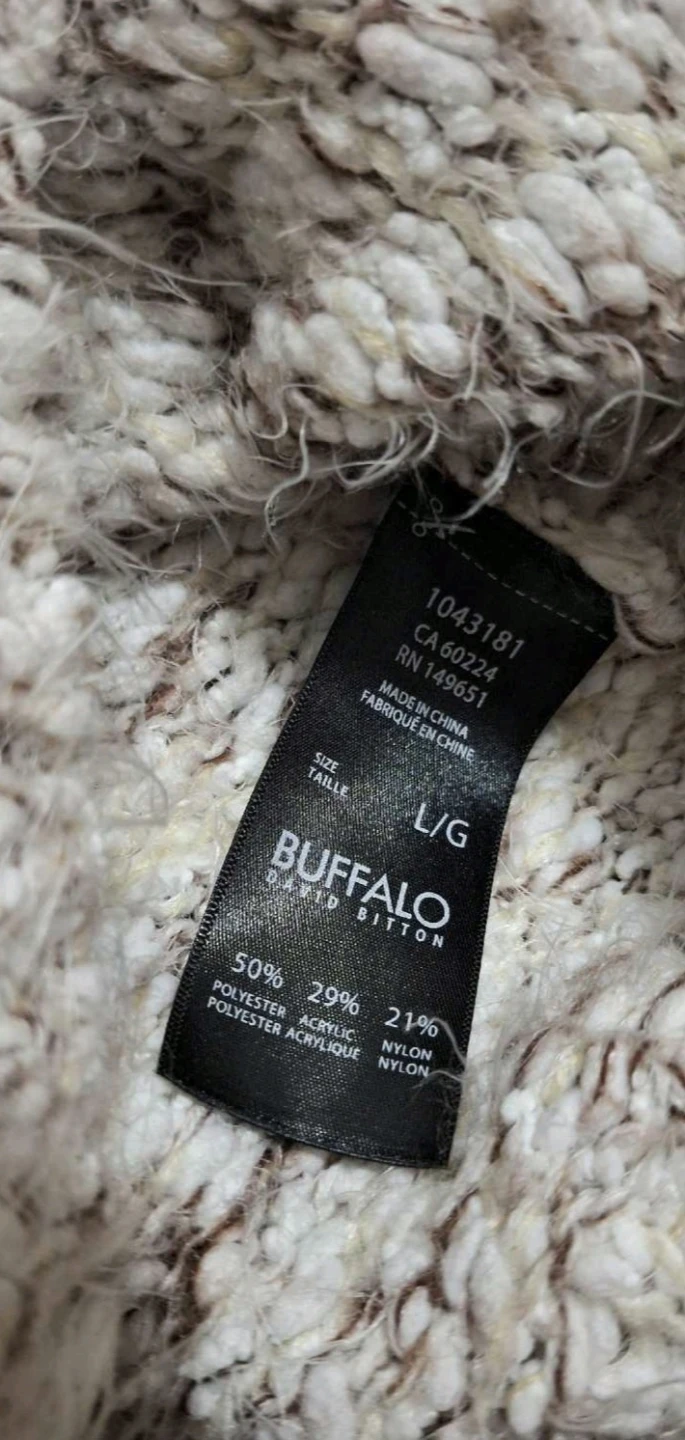 1043181
CA 60224
RN 149651
MADE IN CHINA
FABRIQUÉ EN CHINE
SIZE
TAILLE
L/G
BUFFALO
DAVID BITTON
50% 29% 21%
POLYESTER ACRYLIC NYLON
POLYESTER ACRYLIQUE NYLON